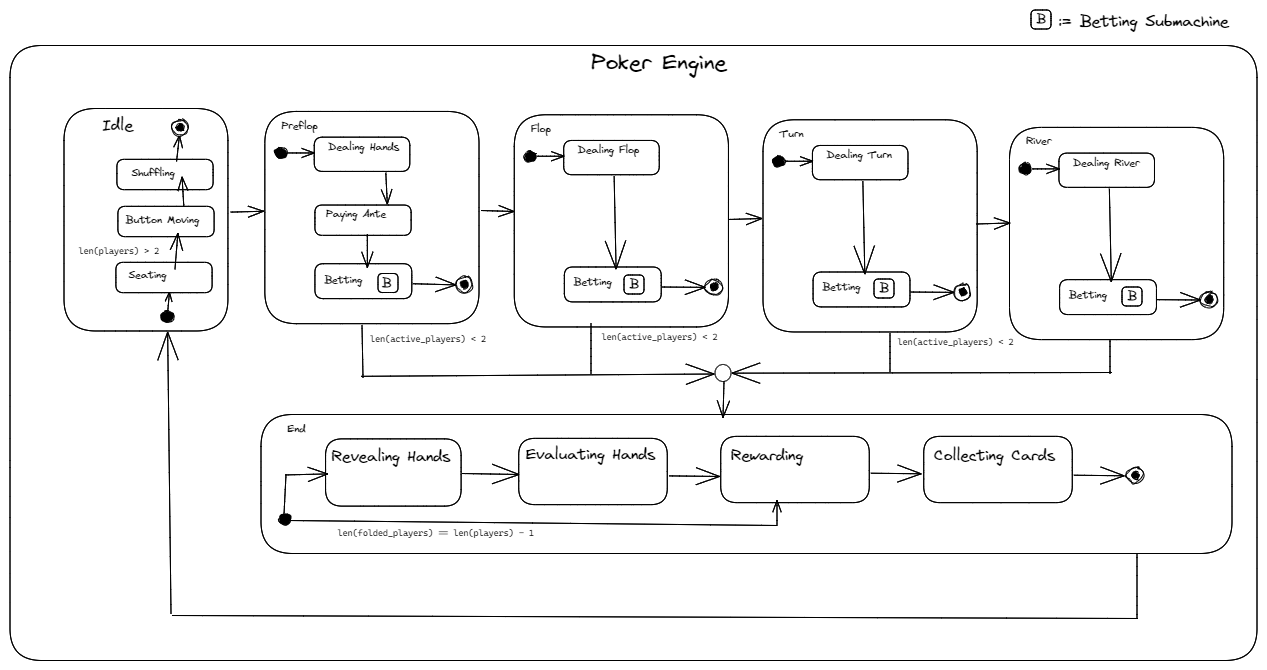 B := Betting Submachine
Poker Engine
Idle
Shuffling
Button Moving
len(players) > 2
Seating
Preflop
Dealing Hands
Paying Ante
Betting B
len(active_players) < 2
Flop
Dealing Flop
Betting B
len(active_players) < 2
Turn
Dealing Turn
Betting B
len(active_players) < 2
River
Dealing River
Betting B
End
Revealing Hands
Evaluating Hands
Rewarding
Collecting Cards
len(folded_players) == len(players) - 1